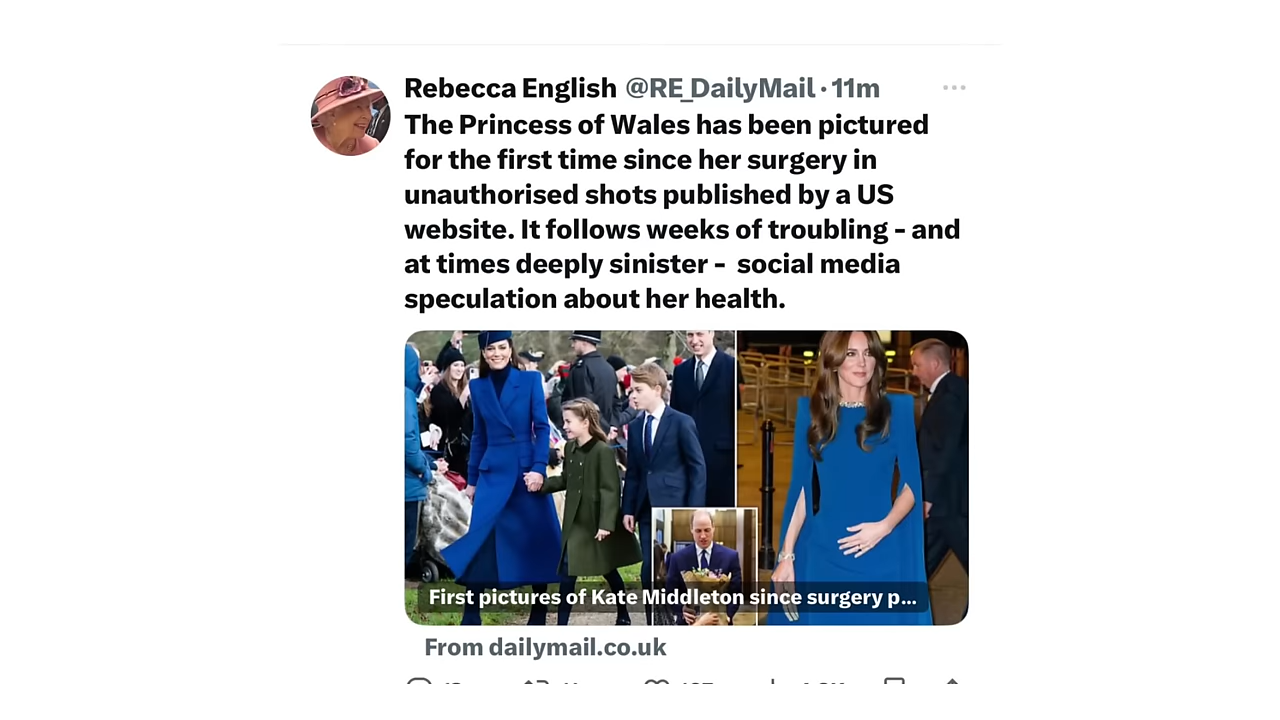 Rebecca English @RE_DailyMail · 11m
The Princess of Wales has been pictured
for the first time since her surgery in
unauthorised shots published by a US
website. It follows weeks of troubling - and
at times deeply sinister -  social media
speculation about her health.
First pictures of Kate Middleton since surgery p...
From dailymail.co.uk